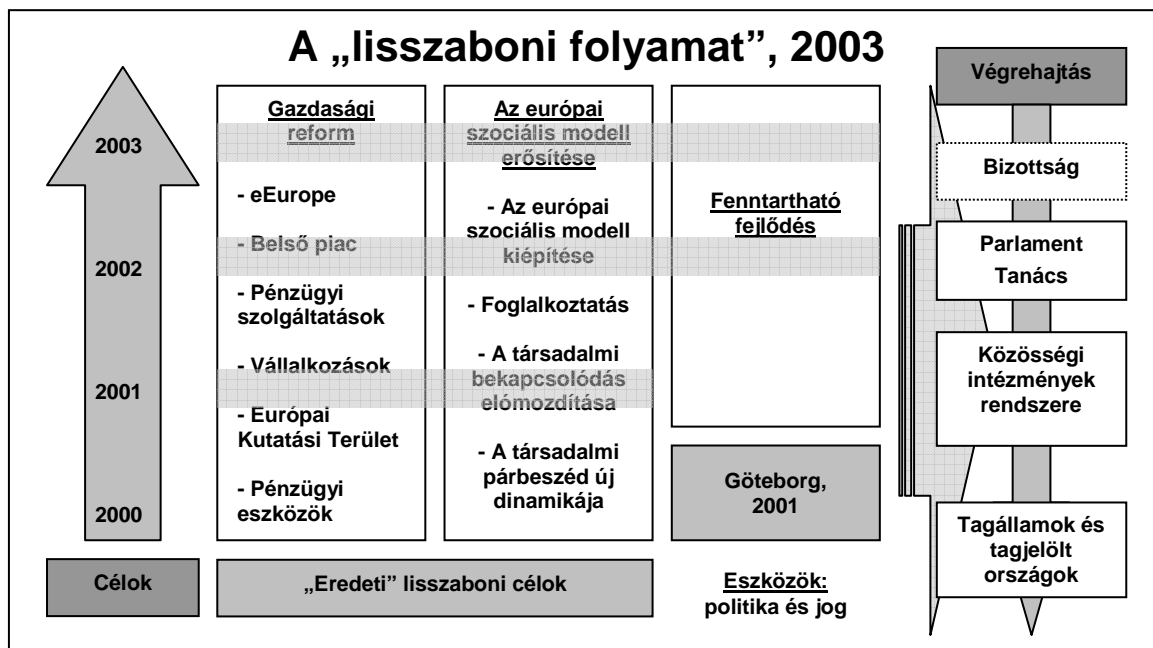 A „lisszaboni folyamat”, 2003
2003
2002
2001
2000
Célok
Gazdasági
reform
- eEurope
- Belső piac
- Pénzügyi
szolgáltatások
- Vállalkozások
- Európai
Kutatási Terület
- Pénzügyi
eszközök
Az európai
szociális modell
erősítése
- Az európai
szociális modell
kiépítése
- Foglalkoztatás
- A társadalmi
bekapcsolódás
elómozdítása
- A társadalmi
párbeszéd új
dinamikája
„Eredeti” lisszaboni célok
Fenntartható
fejlődés
Göteborg,
2001
Eszközök:
politika és jog
Végrehajtás
Bizottság
Parlament
Tanács
Közösségi
intézmények
rendszere
Tagállamok és
tagjelölt
országok